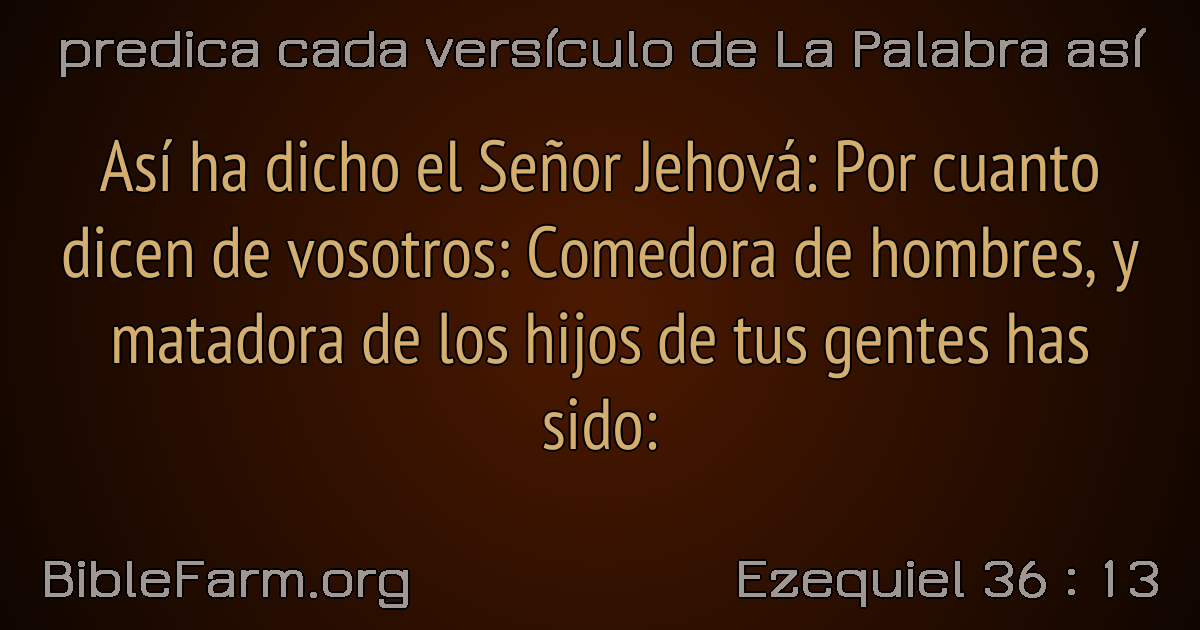 predica cada versículo de La Palabra así
Así ha dicho el Señor Jehová: Por cuanto
dicen de vosotros: Comedora de hombres, y
matadora de los hijos de tus gentes has
sido:
BibleFarm.org
Ezequiel 36 : 13